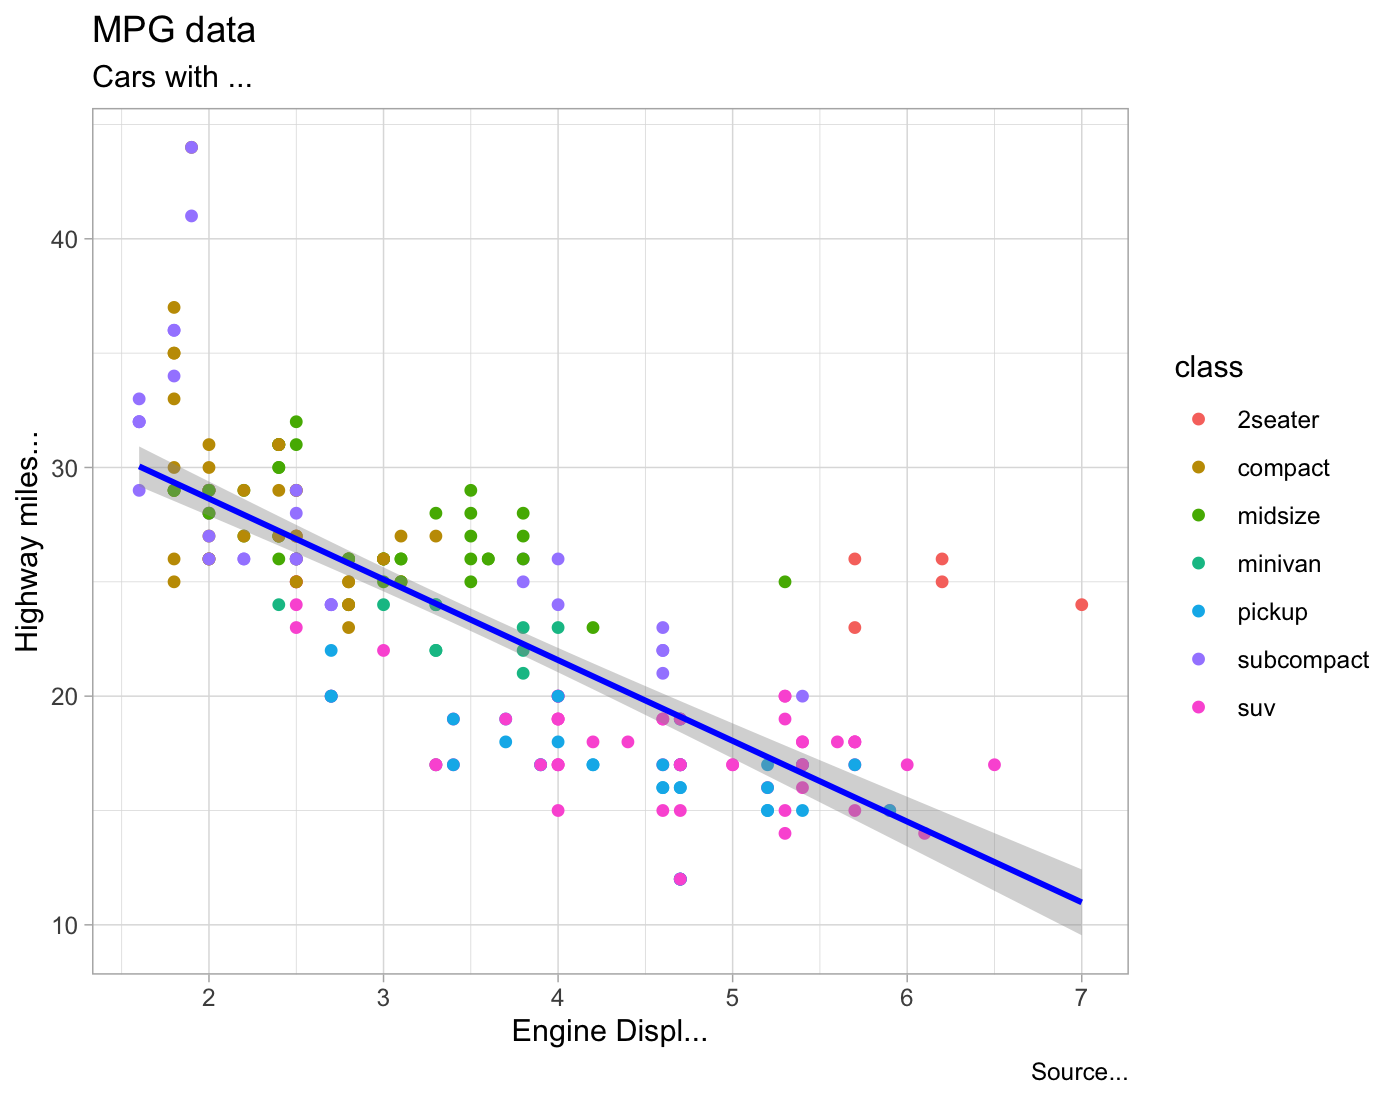 MPG data
Cars with ...
Highway miles...
40
30
20
10
2 3 4 5 6 7
Engine Displ...
Source...
class
2seater
compact
midsize
minivan
pickup
subcompact
suv